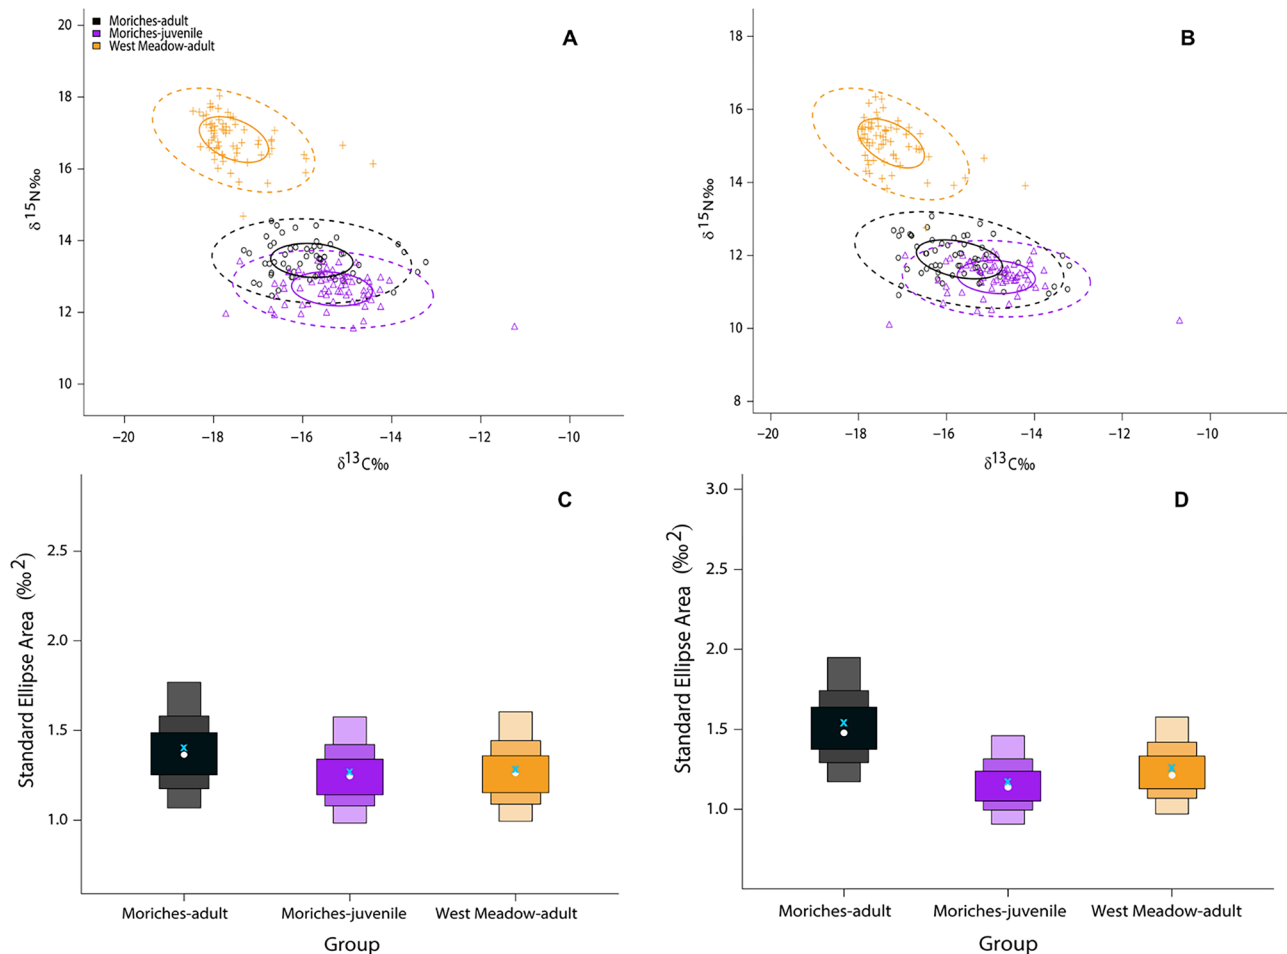 Moriches-adult
Moriches-juvenile
West Meadow-adult
A
20
18
16
14
12
10
δ15N‰
−20
−18
−16
−14
−12
−10
δ13C‰
B
18
16
14
12
10
8
δ15N‰
−20
−18
−16
−14
−12
−10
δ13C‰
C
2.5
2.0
1.5
1.0
Standard Ellipse Area (‰2)
Moriches-adult
Moriches-juvenile
West Meadow-adult
Group
D
3.0
2.5
2.0
1.5
1.0
Standard Ellipse Area (‰2)
Moriches-adult
Moriches-juvenile
West Meadow-adult
Group